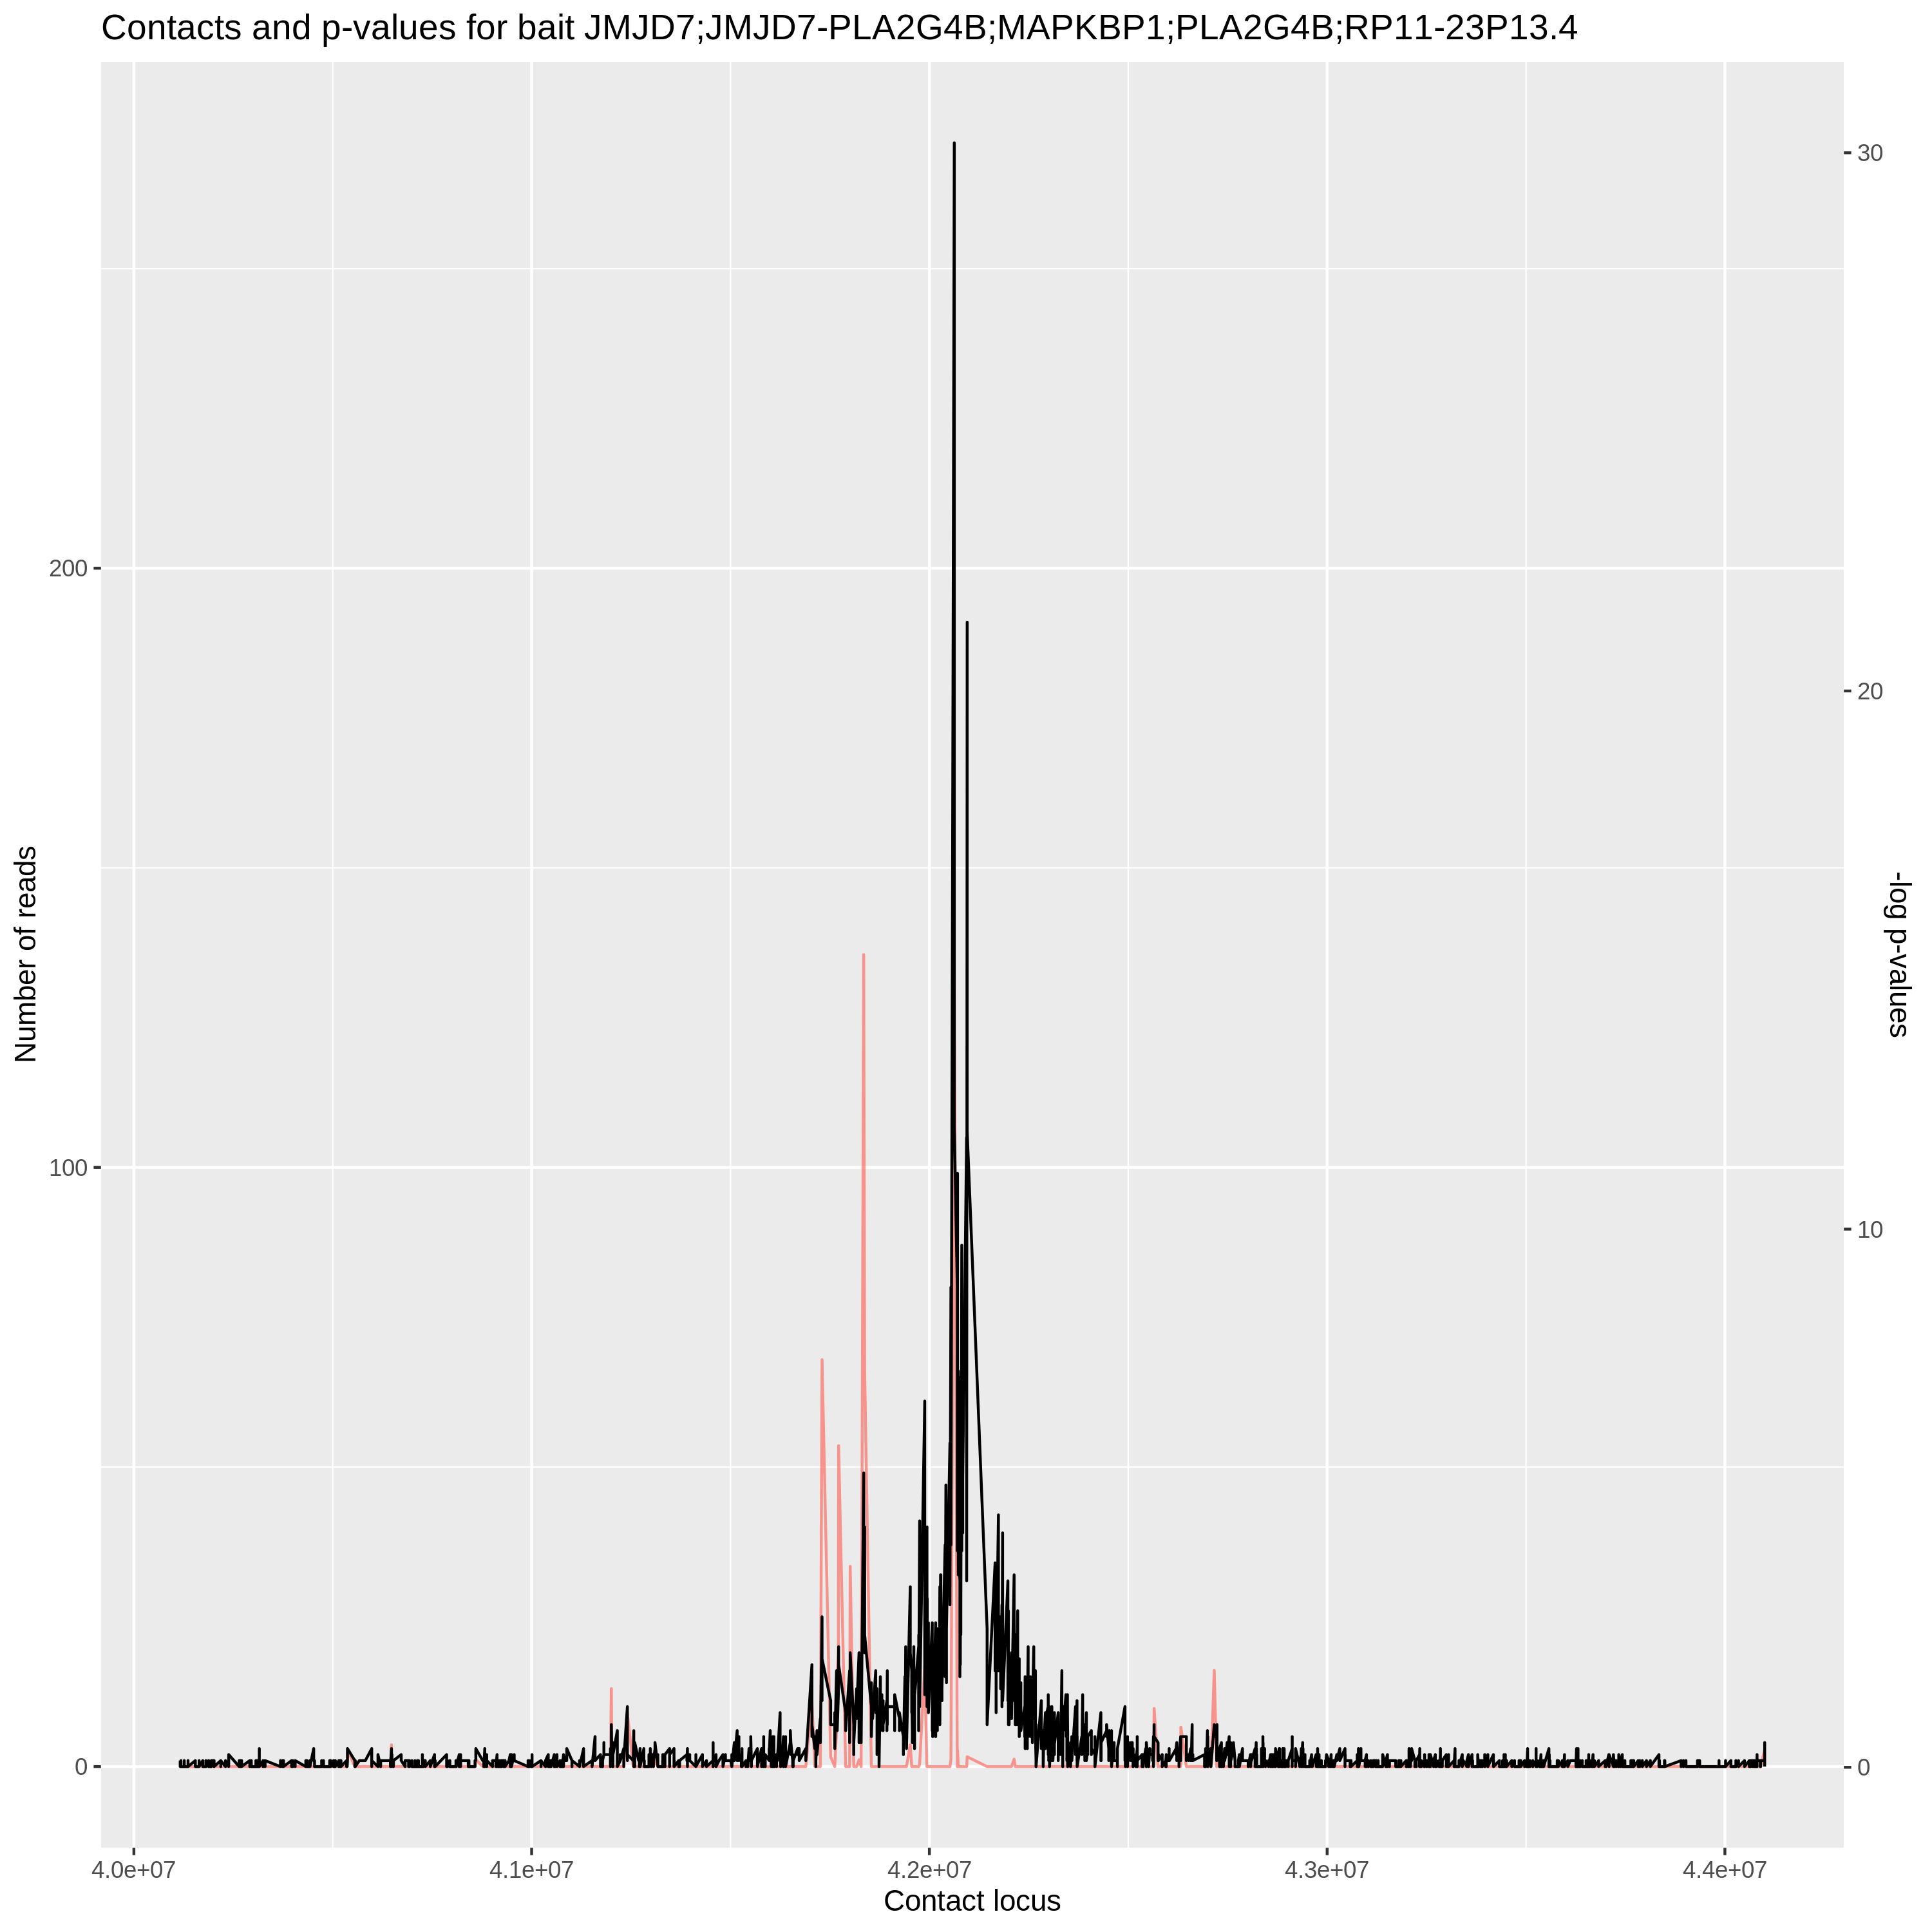 Contacts and p-values for bait JMJD7;JMJD7-PLA2G4B;MAPKBP1;PLA2G4B;RP11-23P13.4
30
200
20
Number of reads
-log p-values
100
10
0
0
4.0e+07
4.1e+07
4.2e+07
4.3e+07
4.4e+07
Contact locus